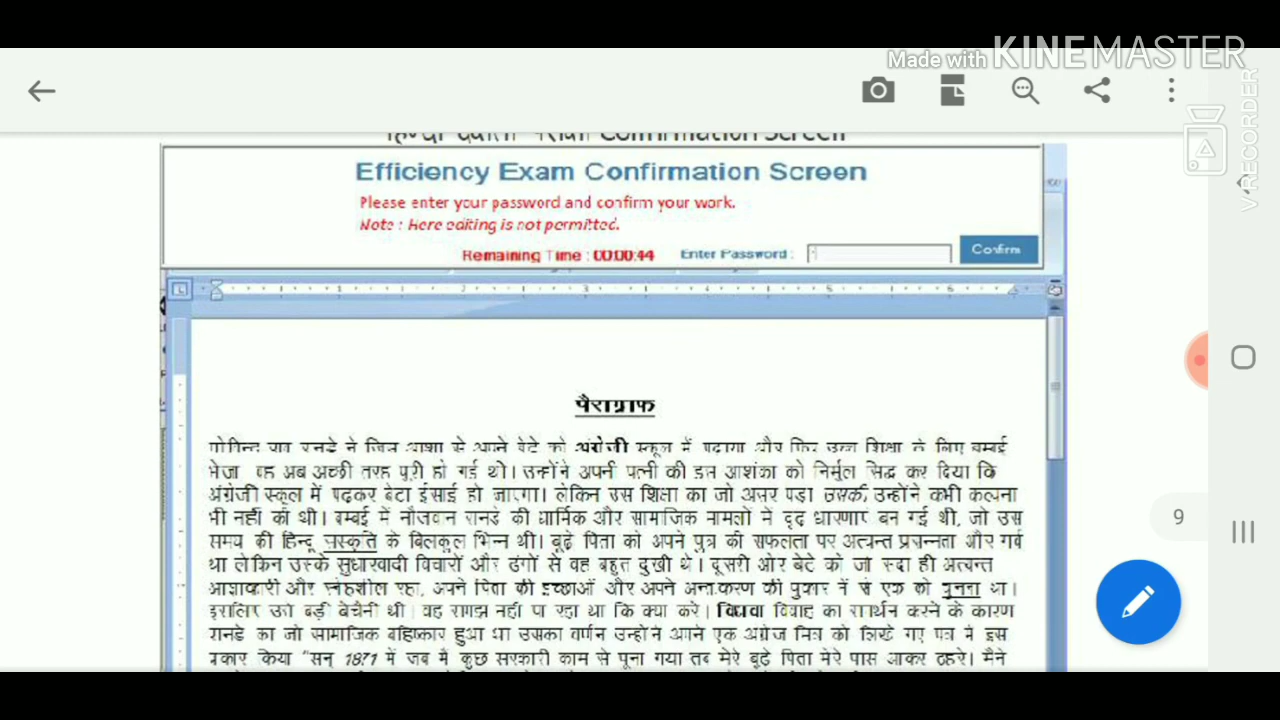 Made with KINEMASTER
VRECORDER
Confirmation Screen
Efficiency Exam Confirmation Screen
Please enter your password and confirm your work.
Note : Here editing is not permitted.
Remaining Time : 00:00:44 Enter Password : Confirm
पैराग्राफ
गोविन्द राव रानडे ने जिस आशा से अपने बेटे को अंग्रेजी स्कूल में पढ़ाया और फिर उच्च शिक्षा के लिए बम्बई
भेजा वह अब अच्छी तरह पूरी हो गई थी। उन्होंने अपनी पत्नी की इस आशंका को निर्मुल सिद्ध कर दिया कि
अंग्रेजी स्कूल में पढ़कर बेटा ईसाई हो जाएगा। लेकिन उस शिक्षा का जो असर पड़ा उसकी, उन्होंने कभी कल्पना
भी नहीं की थी। बम्बई में नौजवान रानडे की धार्मिक और सामाजिक मामलों में दृढ़ धारणाएं बन गई थी, जो उस
समय की हिन्दू संस्कृति के बिलकुल भिन्न थी। बूढ़े पिता को अपने पुत्र की सफलता पर अत्यन्त प्रसन्नता और गर्व
था लेकिन उसके सुधारवादी विचारों और ढंगों से वह बहुत दुखी थे। दूसरी ओर बेटे को जो सदा ही अत्यन्त
आज्ञाकारी और स्नेहशील रहा, अपने पिता की इच्छाओं और अपने अन्तःकरण की पुकार में से एक को चुनना था।
इसलिए उसे बड़ी बेचैनी थी। वह समझ नहीं पा रहा था कि क्या करे। विधवा विवाह का समर्थन करने के कारण
रानडे का जो सामाजिक बहिष्कार हुआ था उसका वर्णन उन्होंने अपने एक अंग्रेज मित्र को लिखे गए पत्र में इस
प्रकार किया "सन् 1871 में जब मैं कुछ सरकारी काम से पूना गया तब मेरे बूढ़े पिता मेरे पास आकर ठहरे। मैंने
9